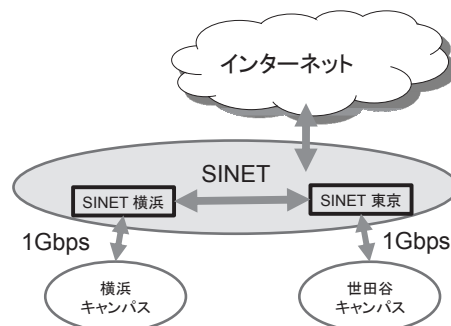 インターネット
SINET
SINET 横浜
SINET 東京
1Gbps
1Gbps
横浜
キャンパス
世田谷
キャンパス